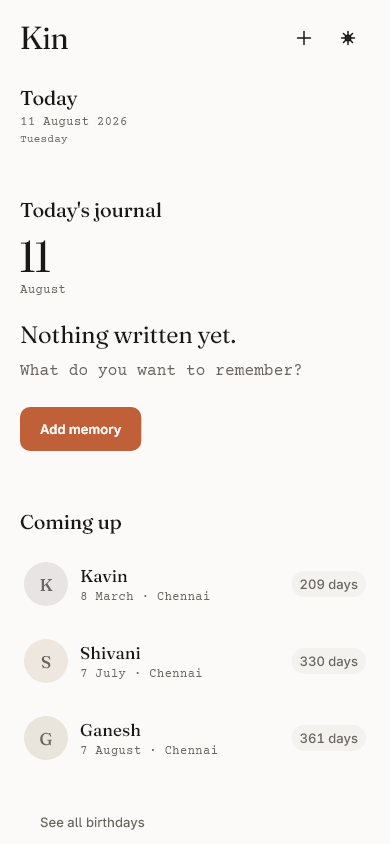 Kin
Today
11 August 2026
Tuesday
Today's journal
11
August
Nothing written yet.
What do you want to remember?
Add memory
Coming up
K
Kavin
8 March · Chennai
209 days
S
Shivani
7 July · Chennai
330 days
G
Ganesh
7 August · Chennai
361 days
See all birthdays